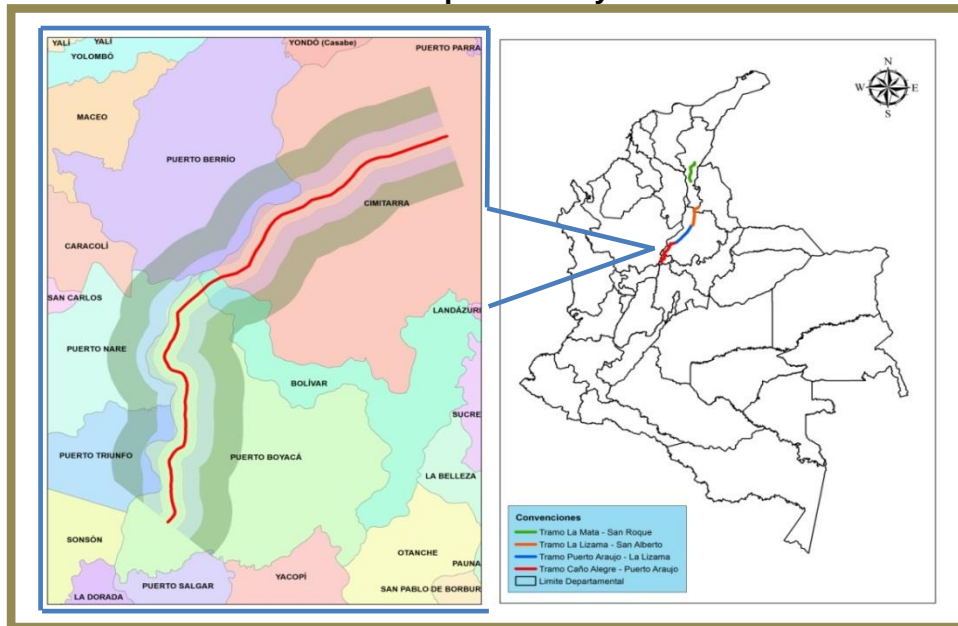 YALÍ
YALÍ
YOLOMBÓ
YONDÓ (Casabe)
PUERTO PARRA
MACEO
PUERTO BERRÍO
CIMITARRA
CARACOLÍ
SAN CARLOS
LANDÁZURI
PUERTO NARE
BOLÍVAR
SUCRE
PUERTO TRIUNFO
PUERTO BOYACÁ
LA BELLEZA
SONSÓN
OTANCHE
PAUNA
YACOPÍ
PUERTO SALGAR
SAN PABLO DE BORBUR
LA DORADA
N
W
E
S
Convenciones
Tramo La Mata - San Roque
Tramo La Lizama - San Alberto
Tramo Puerto Araujo - La Lizama
Tramo Caño Alegre - Puerto Araujo
Limite Departamental